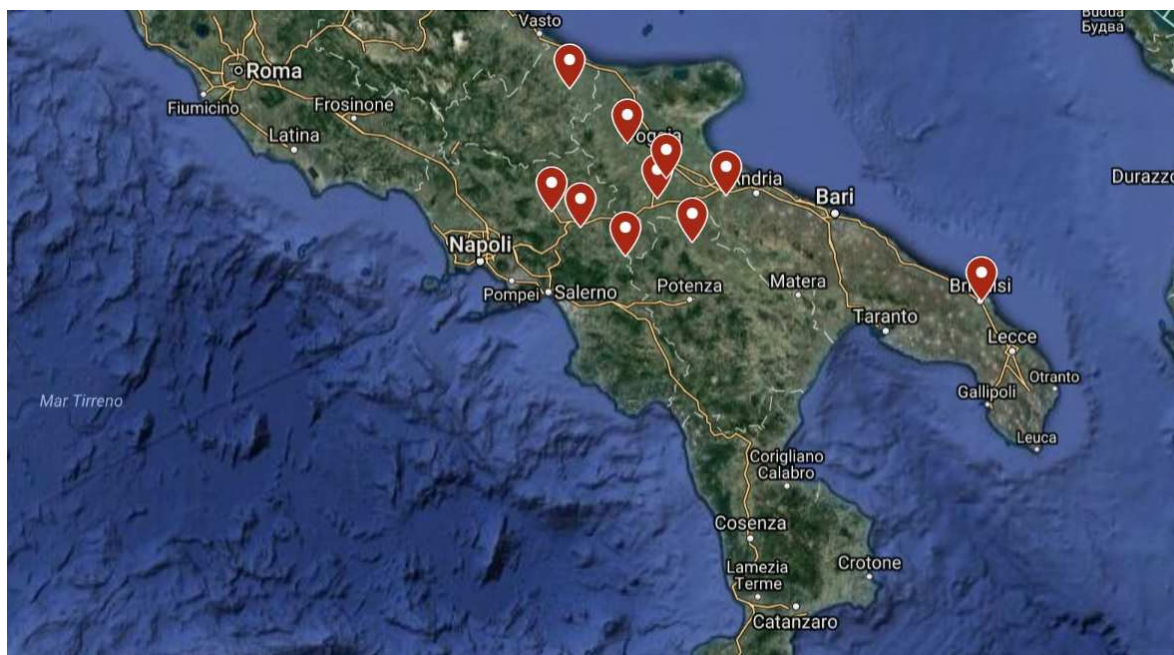 Vasto
Budua
Будва
Roma
Fiumicino
Frosinone
Latina
Andria
Durazzo
Bari
Napoli
Pompei
Salerno
Potenza
Matera
Taranto
Lecce
Gallipoli
Otranto
Leuca
Mar Tirreno
Corigliano
Calabro
Cosenza
Crotone
Lamezia
Terme
Catanzaro